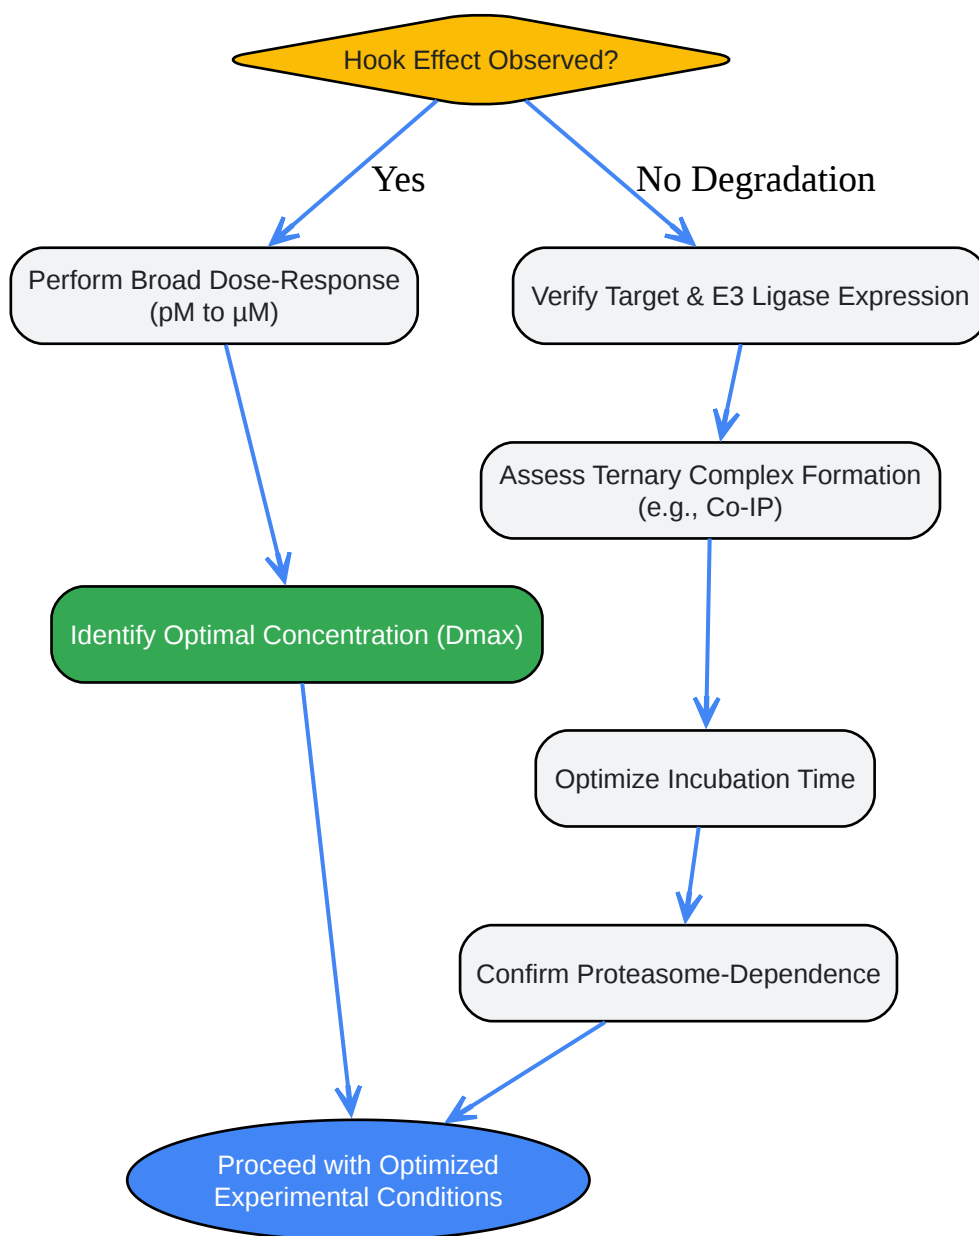 Hook Effect Observed?
Yes
No Degradation
Perform Broad Dose-Response
(pM to µM)
Verify Target & E3 Ligase Expression
Assess Ternary Complex Formation
(e.g., Co-IP)
Identify Optimal Concentration (Dmax)
Optimize Incubation Time
Confirm Proteasome-Dependence
Proceed with Optimized
Experimental Conditions